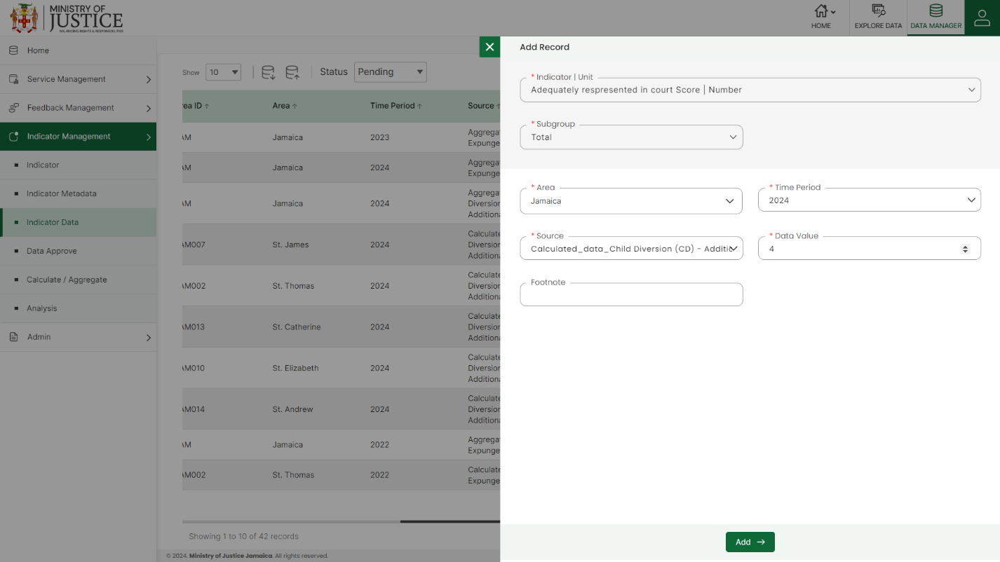 MINISTRY OF
JUSTICE
BALANCING RIGHTS & RESPONSIBILITIES
HOME
EXPLORE DATA
DATA MANAGER
Home
Service Management
Feedback Management
Indicator Management
Indicator
Indicator Metadata
Indicator Data
Data Approve
Calculate / Aggregate
Analysis
Admin
Show 10 Status Pending
ea ID ↑ Area ↑ Time Period ↑ Source ↑
AM Jamaica 2023 Aggregat
Expunge
AM Jamaica 2024 Aggregat
Expunge
AM Jamaica 2024 Aggregat
Diversion
Additiona
AM007 St. James 2024 Calculate
Diversion
Additiona
AM002 St. Thomas 2024 Calculate
Diversion
Additiona
AM013 St. Catherine 2024 Calculate
Diversion
Additiona
AM010 St. Elizabeth 2024 Calculate
Diversion
Additiona
AM014 St. Andrew 2024 Calculate
Diversion
Additiona
AM Jamaica 2022 Aggregat
Expunge
AM002 St. Thomas 2022 Calculate
Expunge
Showing 1 to 10 of 42 records
© 2024. Ministry of Justice Jamaica. All rights reserved.
Add Record
* Indicator | Unit
Adequately respresented in court Score | Number
* Subgroup
Total
* Area
Jamaica
* Time Period
2024
* Source
Calculated_data_Child Diversion (CD) - Additio
* Data Value
4
Footnote
Add →